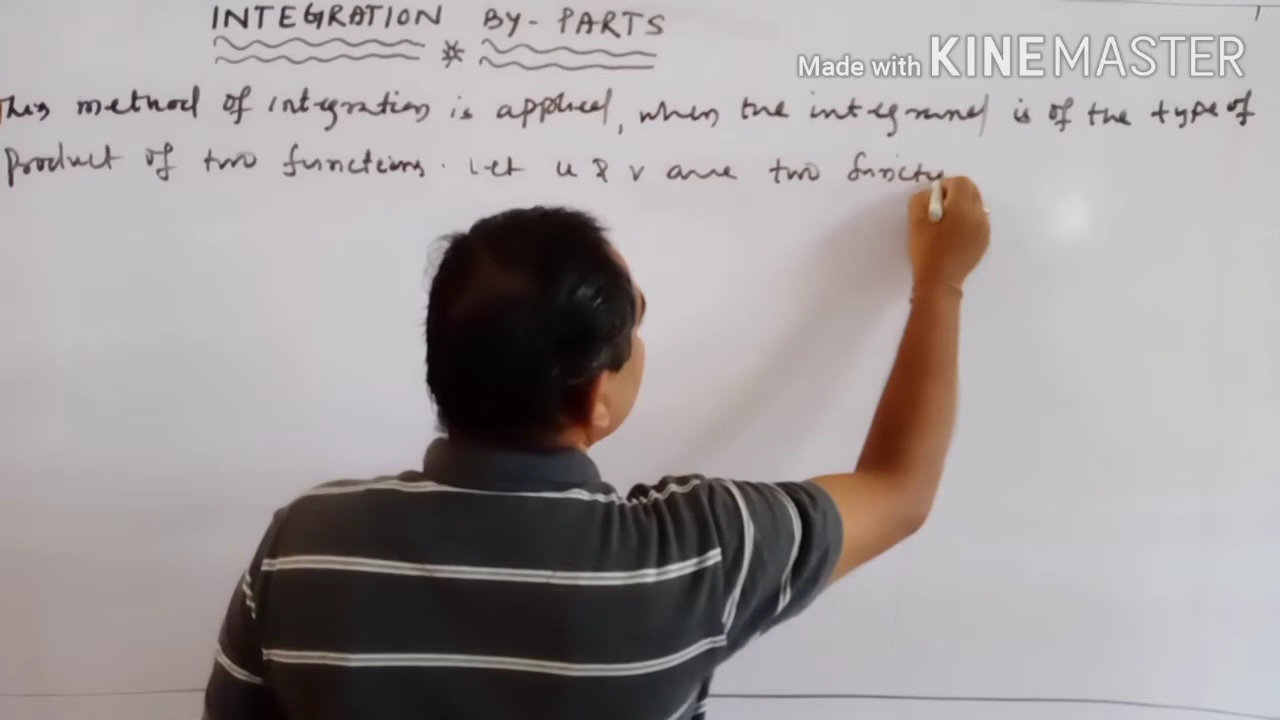 INTEGRATION BY-PARTS
Made with KINEMASTER
This method of integration is applied, when the integrand is of the type of
product of two functions. Let u & v are two functi